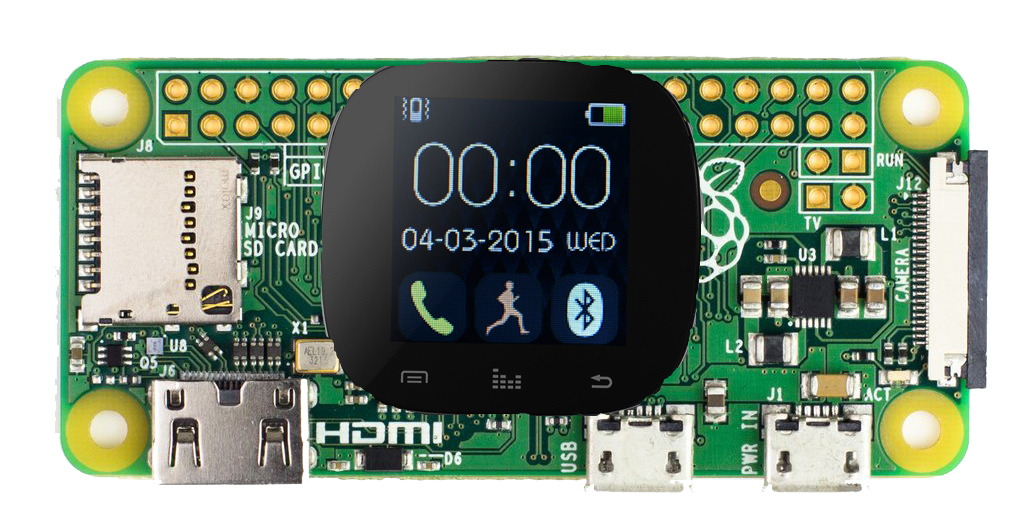 J8
00:00
GPI
RUN
J12
J9
MICRO
SD CARD
04-03-2015 WED
TV
L1
U3
CAMERA
X1
U8
Q5
J6
L2
J1
ACT
HDMI
D6
USB
PWR IN